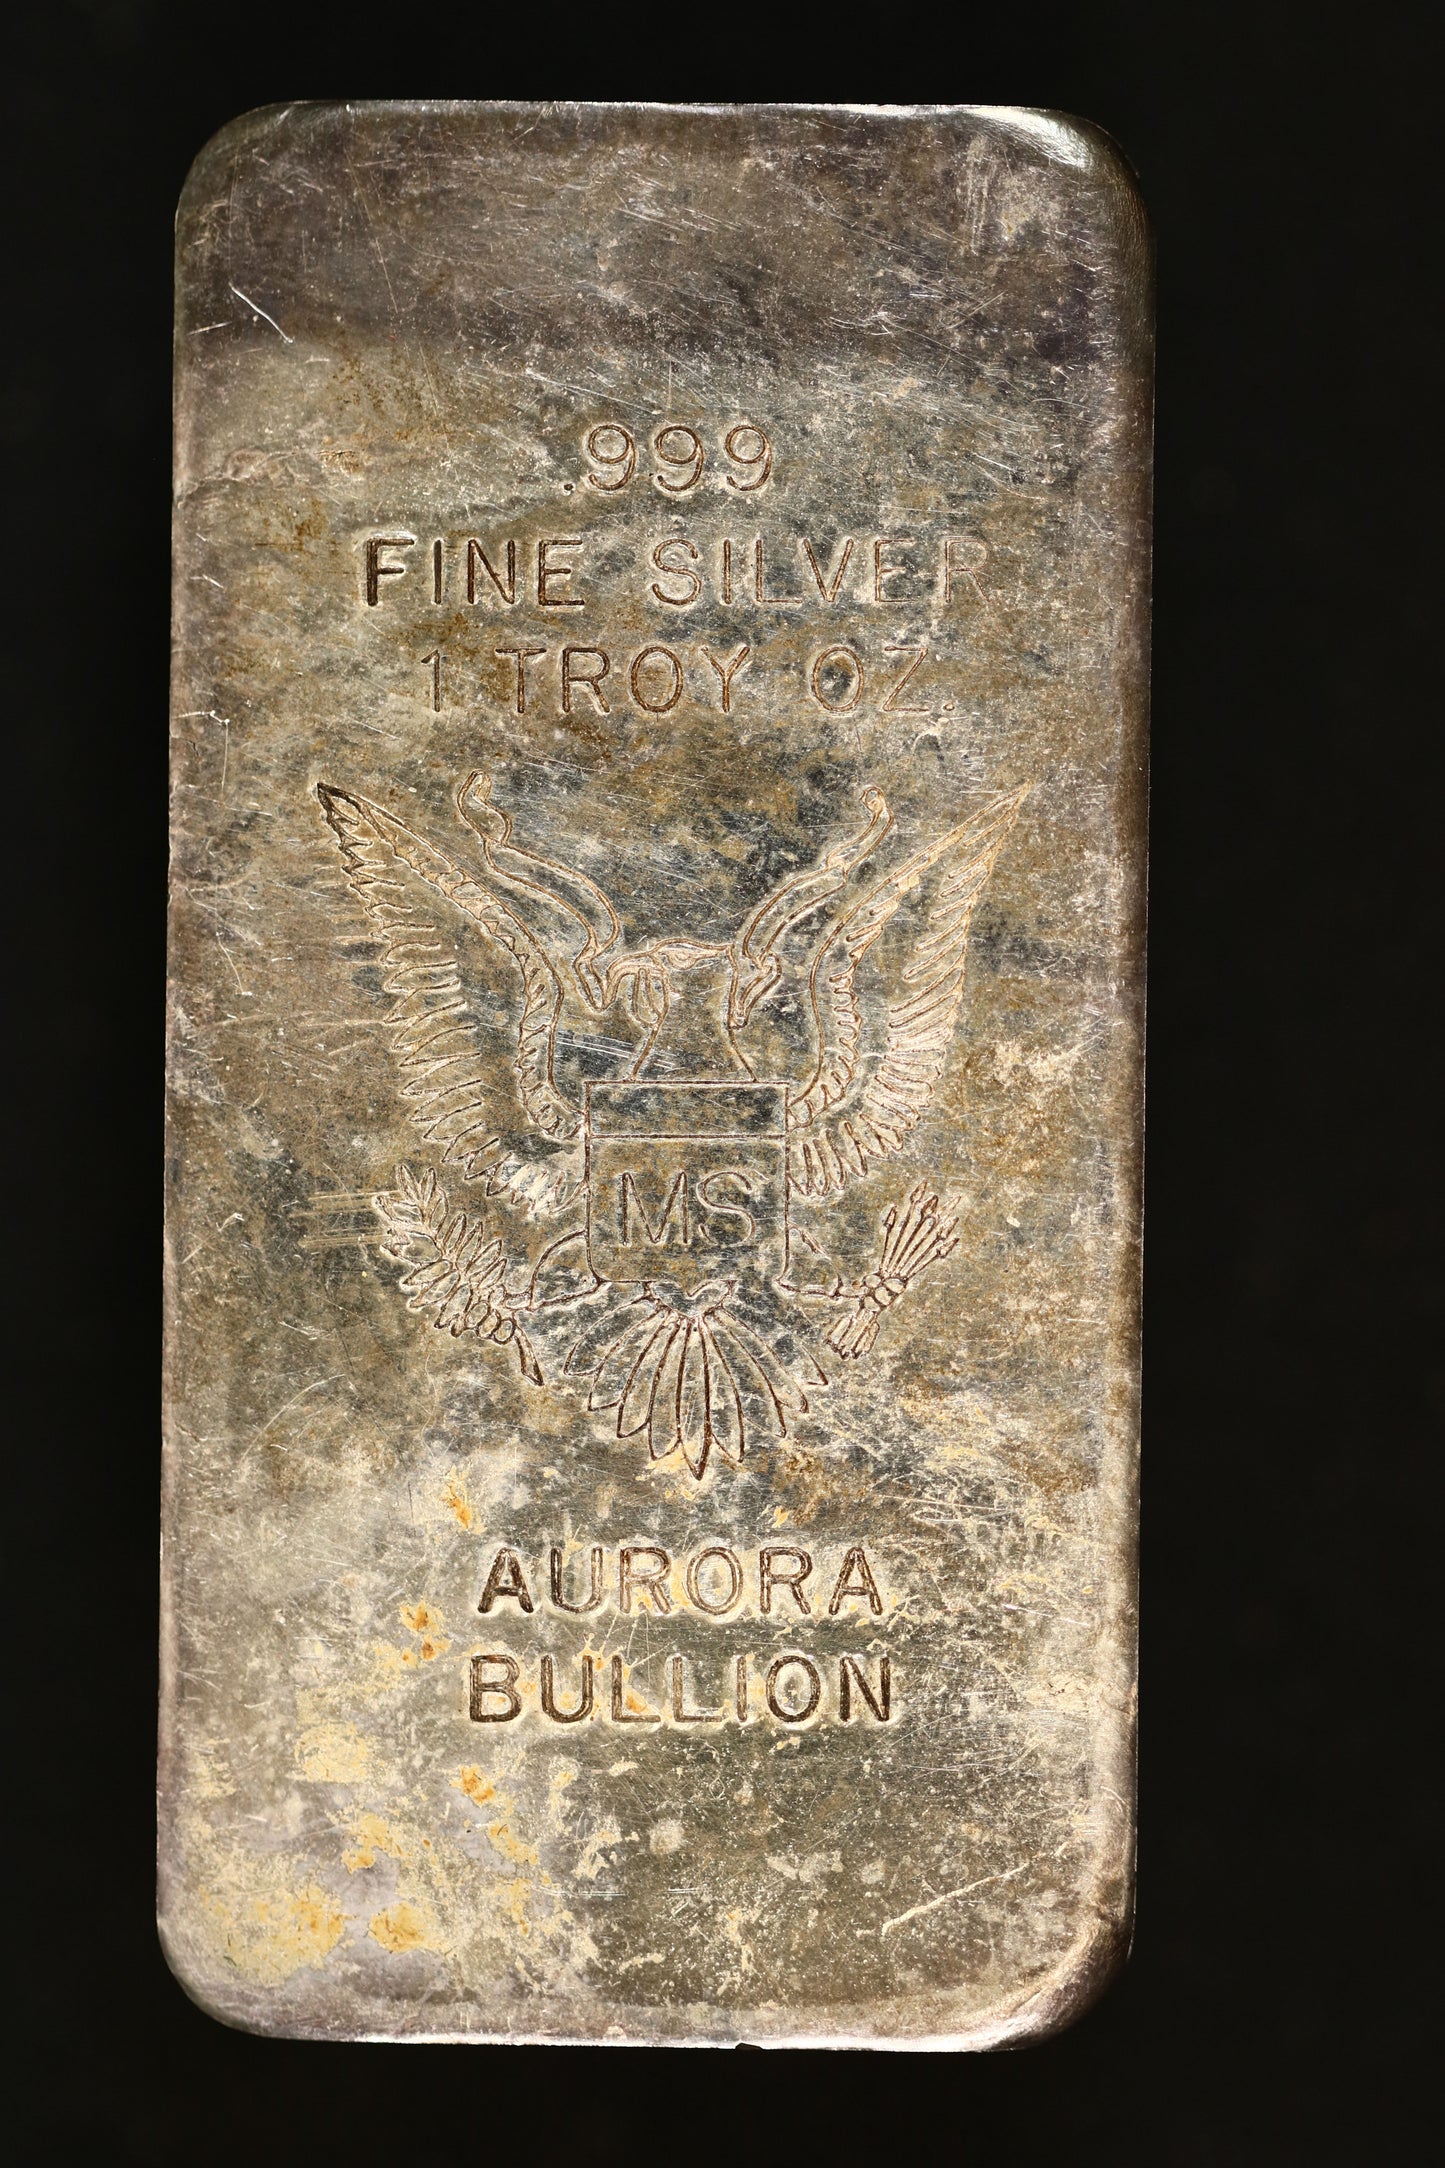 .999
FINE SILVER
1 TROY OZ.
MS
AURORA
BULLION